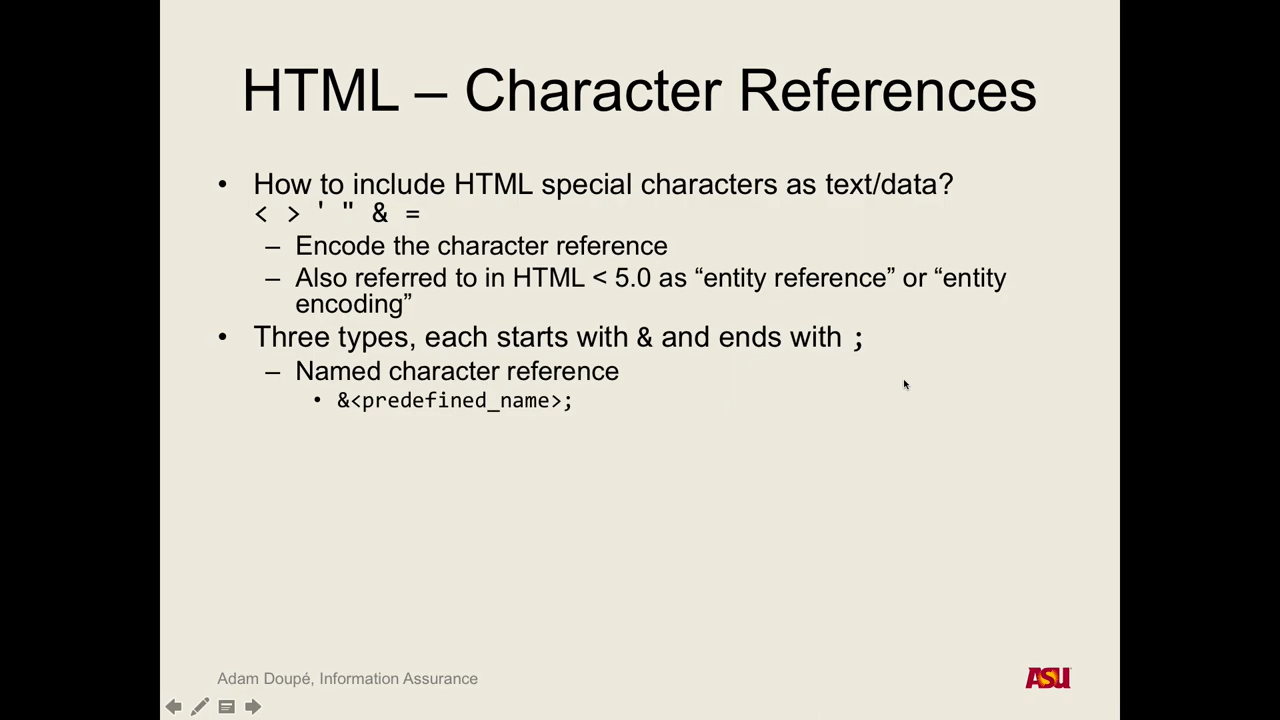 HTML – Character References
• How to include HTML special characters as text/data?
< > ' " & =
– Encode the character reference
– Also referred to in HTML < 5.0 as “entity reference” or “entity
encoding”
• Three types, each starts with & and ends with ;
– Named character reference
• &<predefined_name>;
Adam Doupé, Information Assurance
ASU